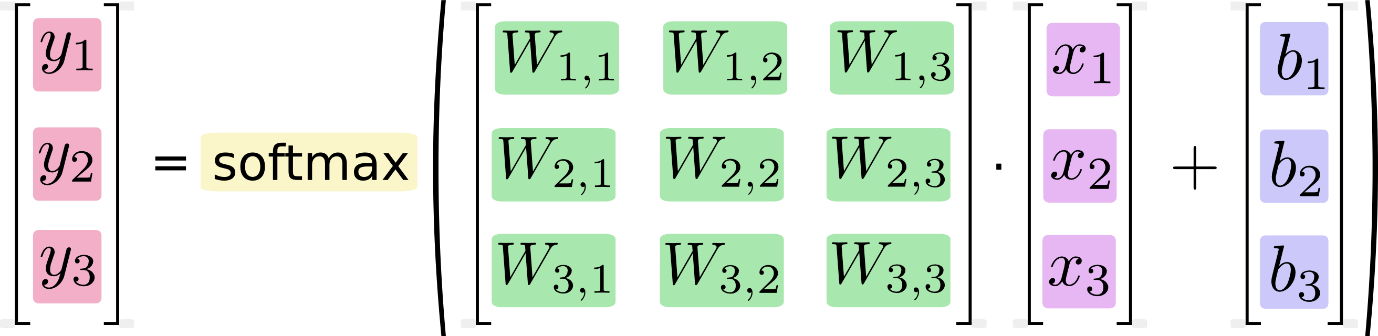 y1 W1,1 W1,2 W1,3 x1 b1
y2 = softmax ( W2,1 W2,2 W2,3 · x2 + b2 )
y3 W3,1 W3,2 W3,3 x3 b3